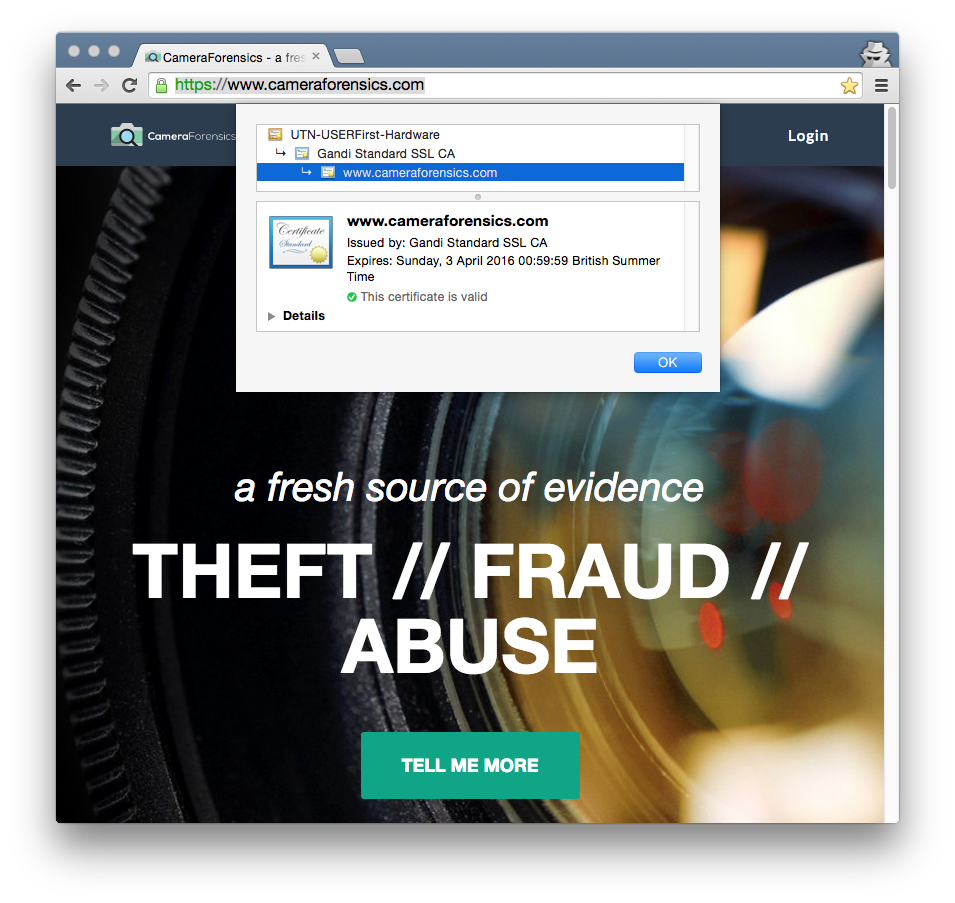 CameraForensics - a fres
https://www.cameraforensics.com
CameraForensics
Login
UTN-USERFirst-Hardware
Gandi Standard SSL CA
www.cameraforensics.com
Certificate
Standard
www.cameraforensics.com
Issued by: Gandi Standard SSL CA
Expires: Sunday, 3 April 2016 00:59:59 British Summer
Time
This certificate is valid
Details
OK
a fresh source of evidence
THEFT // FRAUD //
ABUSE
TELL ME MORE